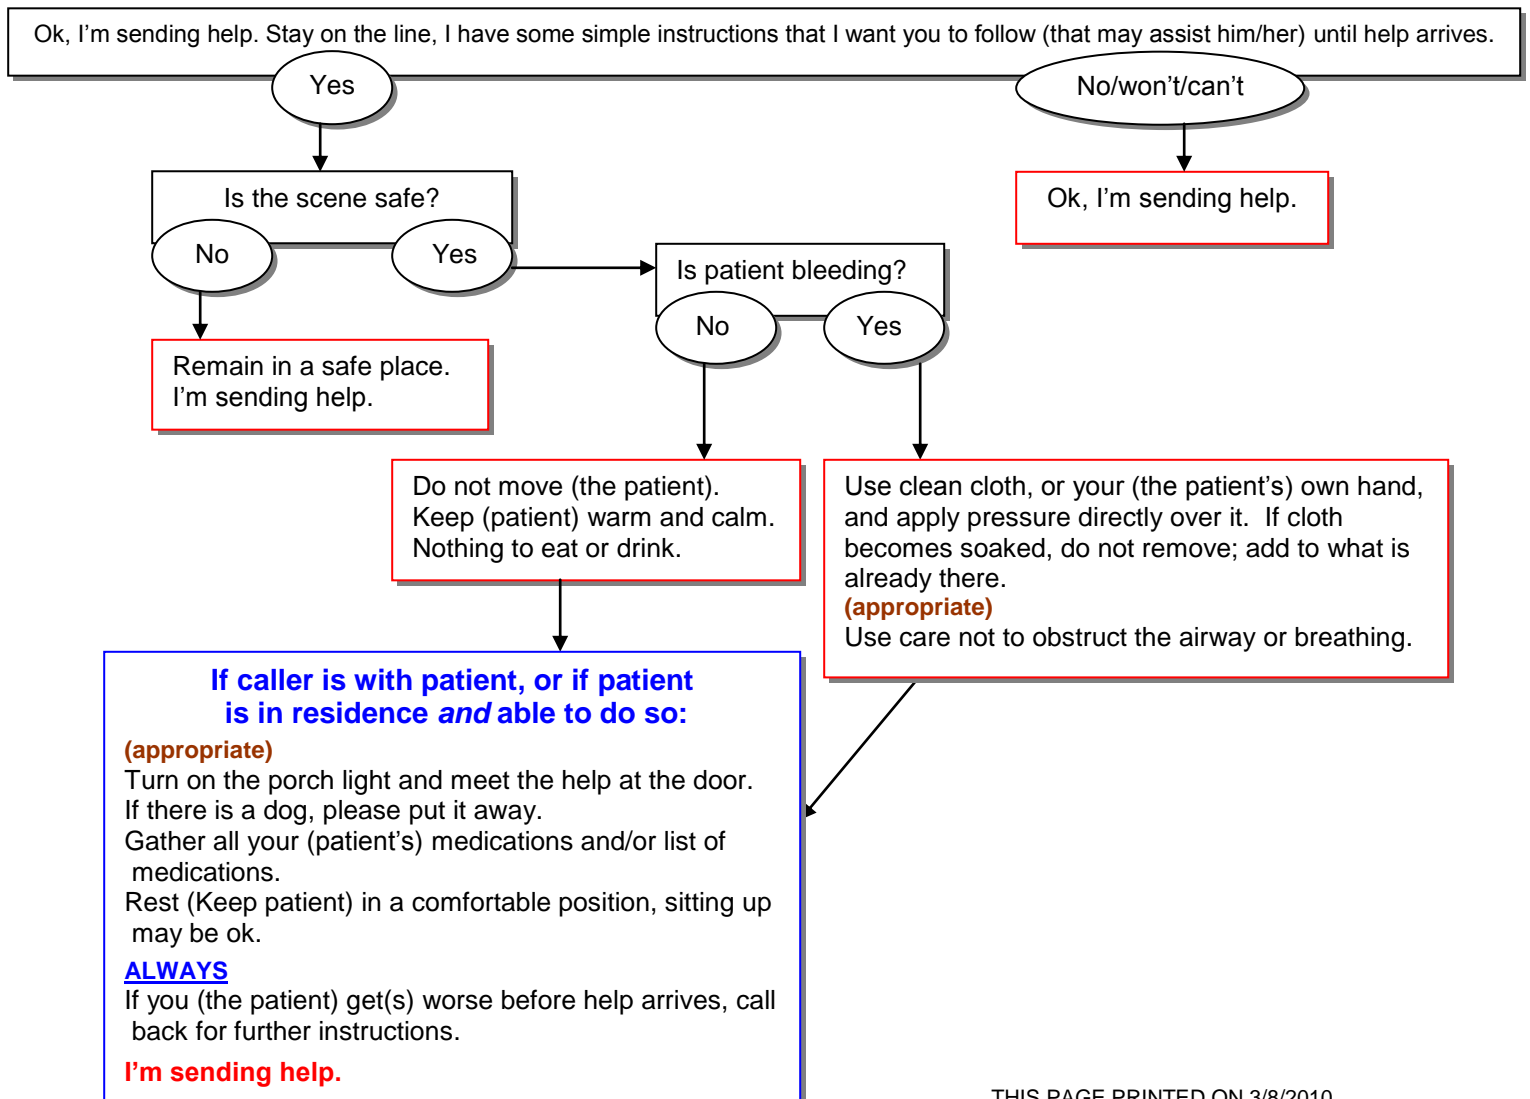 Ok, I'm sending help. Stay on the line, I have some simple instructions that I want you to follow (that may assist him/her) until help arrives.
Yes
No/won't/can't
Is the scene safe?
Ok, I'm sending help.
No
Yes
Is patient bleeding?
No
Yes
Remain in a safe place.
I'm sending help.
Do not move (the patient).
Keep (patient) warm and calm.
Nothing to eat or drink.
Use clean cloth, or your (the patient's) own hand,
and apply pressure directly over it.  If cloth
becomes soaked, do not remove; add to what is
already there.
(appropriate)
Use care not to obstruct the airway or breathing.
If caller is with patient, or if patient
is in residence and able to do so:
(appropriate)
Turn on the porch light and meet the help at the door.
If there is a dog, please put it away.
Gather all your (patient's) medications and/or list of
medications.
Rest (Keep patient) in a comfortable position, sitting up
may be ok.
ALWAYS
If you (the patient) get(s) worse before help arrives, call
back for further instructions.
I'm sending help.
THIS PAGE PRINTED ON 3/8/2010